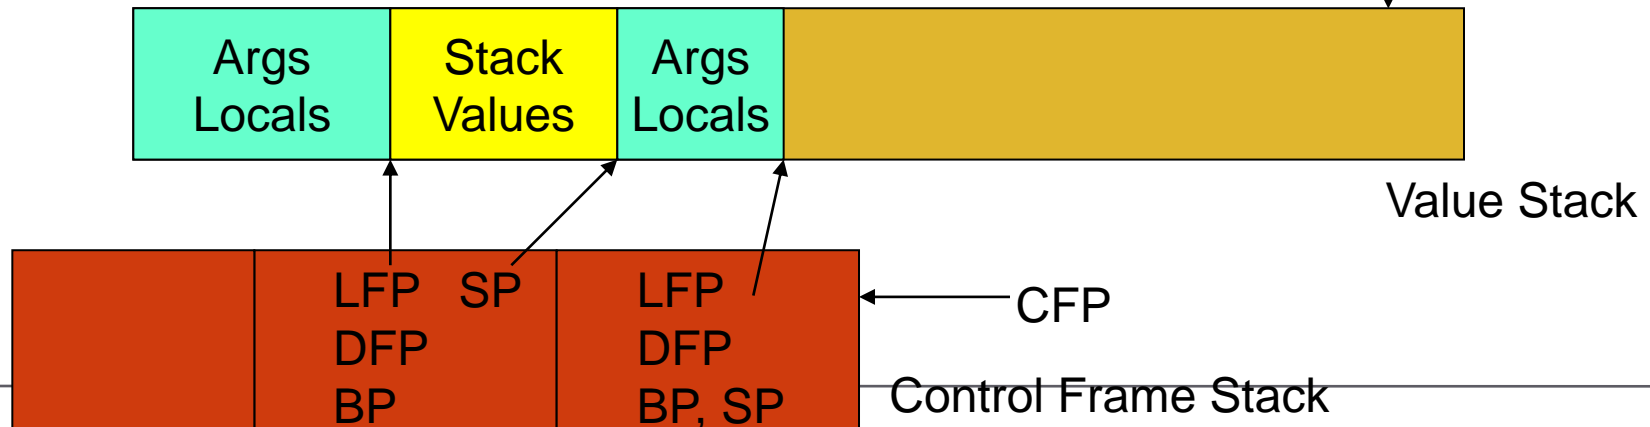 Args
Locals
Stack
Values
Args
Locals
Value Stack
LFP SP
DFP
BP
LFP
DFP
BP, SP
CFP
Control Frame Stack